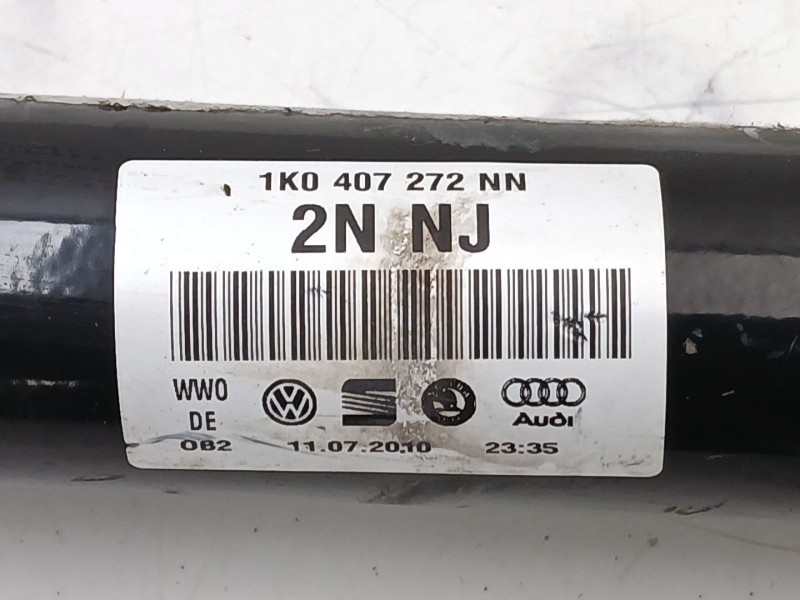 1K0 407 272 NN
2N NJ
WWO
DE
OB2
11.07.2010
23:35
Audi